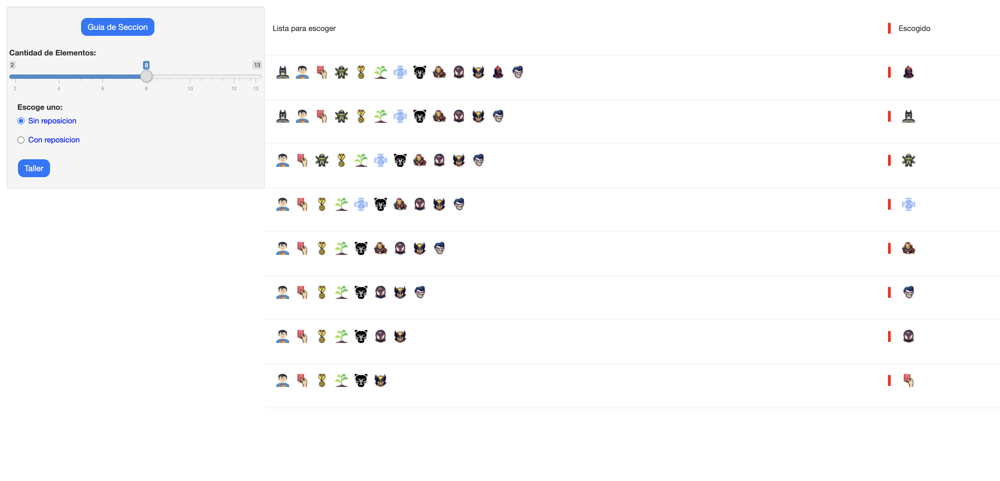 Guia de Seccion
Cantidad de Elementos:
2 8 13
2 4 6 8 10 12 13
Escoge uno:
Sin reposicion
Con reposicion
Taller
Lista para escoger
Escogido